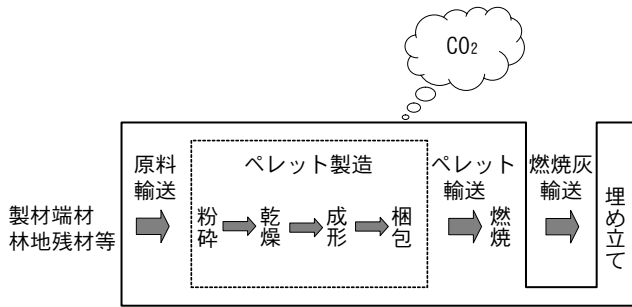 CO₂
製材端材
林地残材等
原料
輸送
ペレット製造
粉砕
乾燥
成形
梱包
ペレット
輸送
燃焼
燃焼灰
輸送
埋め立て